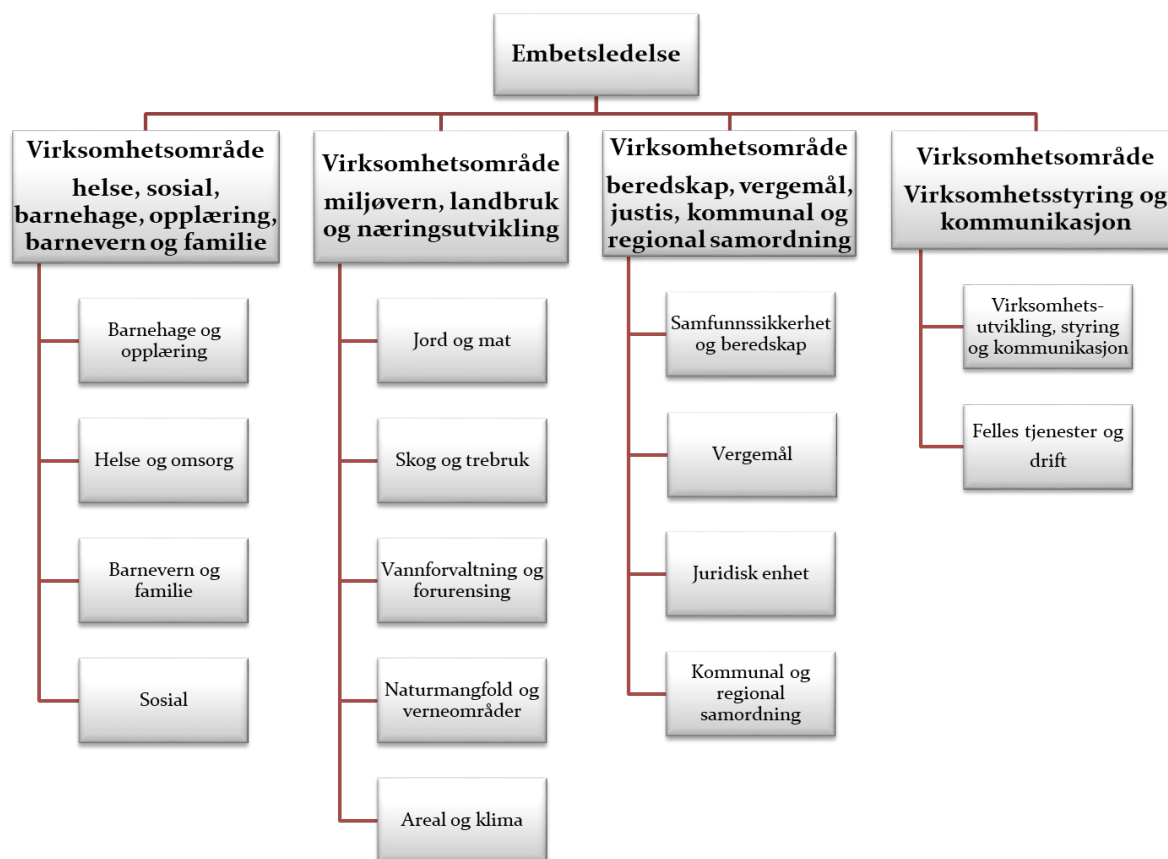 Embetsledelse
Virksomhetsområde
helse, sosial,
barnehage, opplæring,
barnevern og familie
Barnehage og
opplæring
Helse og omsorg
Barnevern og
familie
Sosial
Virksomhetsområde
miljøvern, landbruk
og næringsutvikling
Jord og mat
Skog og trebruk
Vannforvaltning og
forurensing
Naturmangfold og
verneområder
Areal og klima
Virksomhetsområde
beredskap, vergemål,
justis, kommunal og
regional samordning
Samfunnssikkerhet
og beredskap
Vergemål
Juridisk enhet
Kommunal og
regional
samordning
Virksomhetsområde
Virksomhetsstyring og
kommunikasjon
Virksomhets-
utvikling, styring
og kommunikasjon
Felles tjenester og
drift